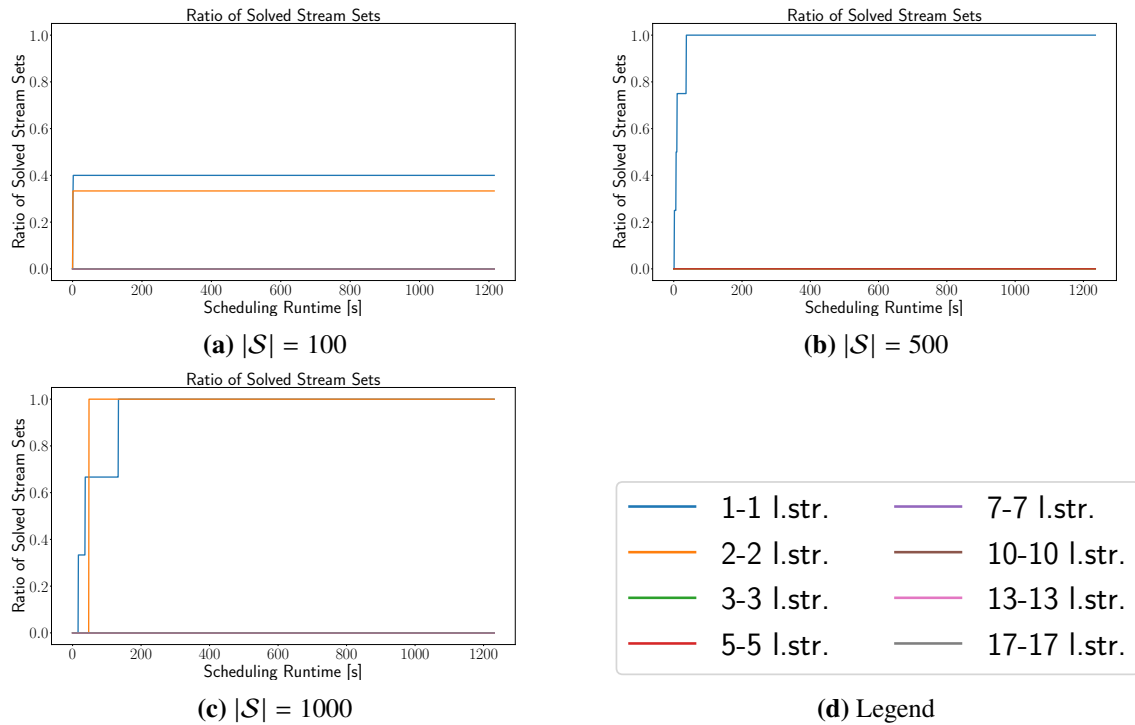 Ratio of Solved Stream Sets
Ratio of Solved Stream Sets
1.0
0.8
0.6
0.4
0.2
0.0
0 200 400 600 800 1000 1200
Scheduling Runtime [s]
(a) |𝒮| = 100
Ratio of Solved Stream Sets
Ratio of Solved Stream Sets
1.0
0.8
0.6
0.4
0.2
0.0
0 200 400 600 800 1000 1200
Scheduling Runtime [s]
(b) |𝒮| = 500
Ratio of Solved Stream Sets
Ratio of Solved Stream Sets
1.0
0.8
0.6
0.4
0.2
0.0
0 200 400 600 800 1000 1200
Scheduling Runtime [s]
(c) |𝒮| = 1000
1-1 l.str.
2-2 l.str.
3-3 l.str.
5-5 l.str.
7-7 l.str.
10-10 l.str.
13-13 l.str.
17-17 l.str.
(d) Legend